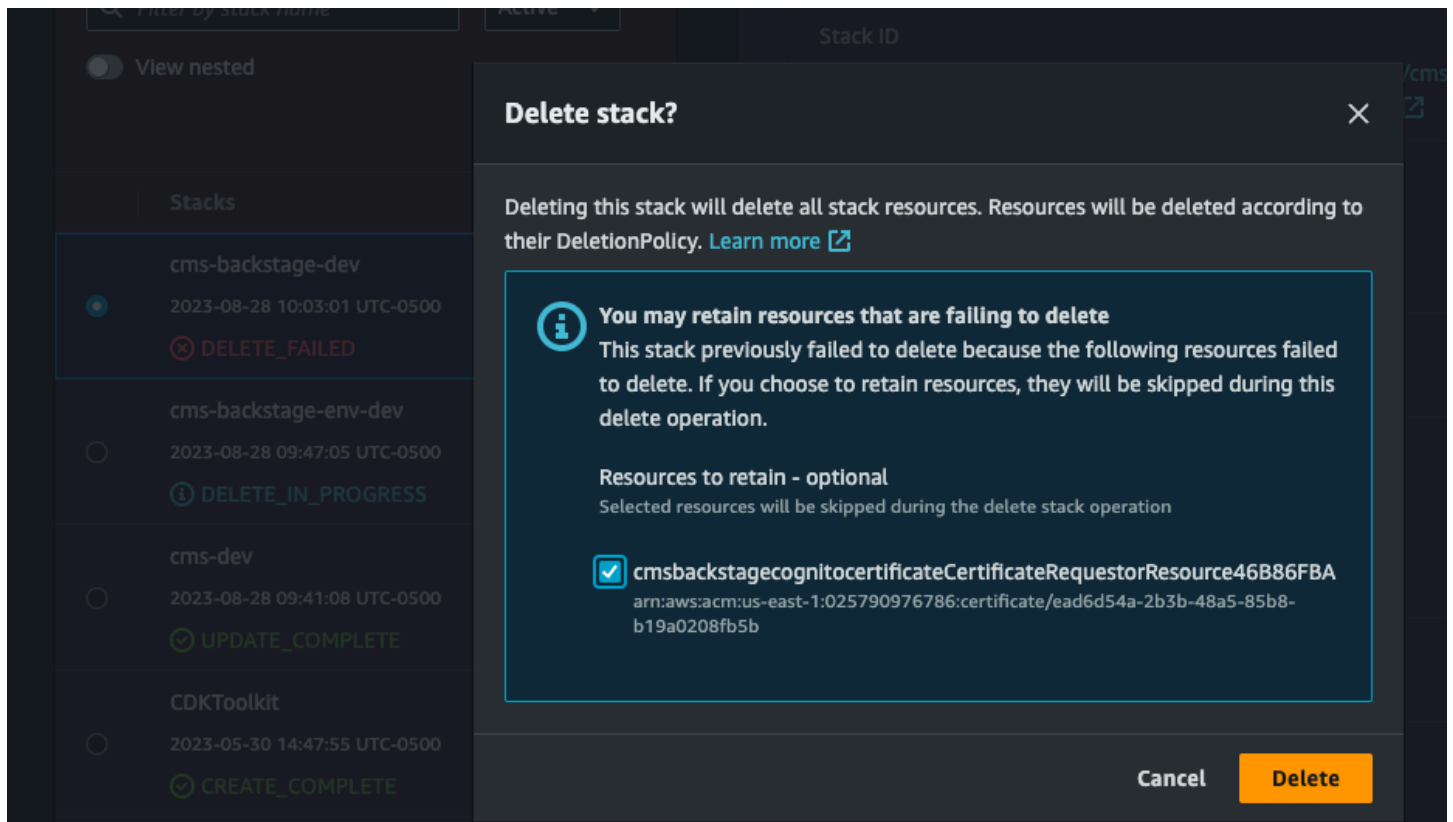 Filter by stack name
Active
Stack ID
View nested
/cms
Delete stack?
Stacks
Deleting this stack will delete all stack resources. Resources will be deleted according to
their DeletionPolicy. Learn more
cms-backstage-dev
2023-08-28 10:03:01 UTC-0500
DELETE_FAILED
You may retain resources that are failing to delete
This stack previously failed to delete because the following resources failed
to delete. If you choose to retain resources, they will be skipped during this
delete operation.
cms-backstage-env-dev
2023-08-28 09:47:05 UTC-0500
DELETE_IN_PROGRESS
Resources to retain - optional
Selected resources will be skipped during the delete stack operation
cms-dev
2023-08-28 09:41:08 UTC-0500
UPDATE_COMPLETE
cmsbackstagecognitocertificateCertificateRequestorResource46B86FBA
arn:aws:acm:us-east-1:025790976786:certificate/ead6d54a-2b3b-48a5-85b8-
b19a0208fb5b
CDKToolkit
2023-05-30 14:47:55 UTC-0500
CREATE_COMPLETE
Cancel
Delete